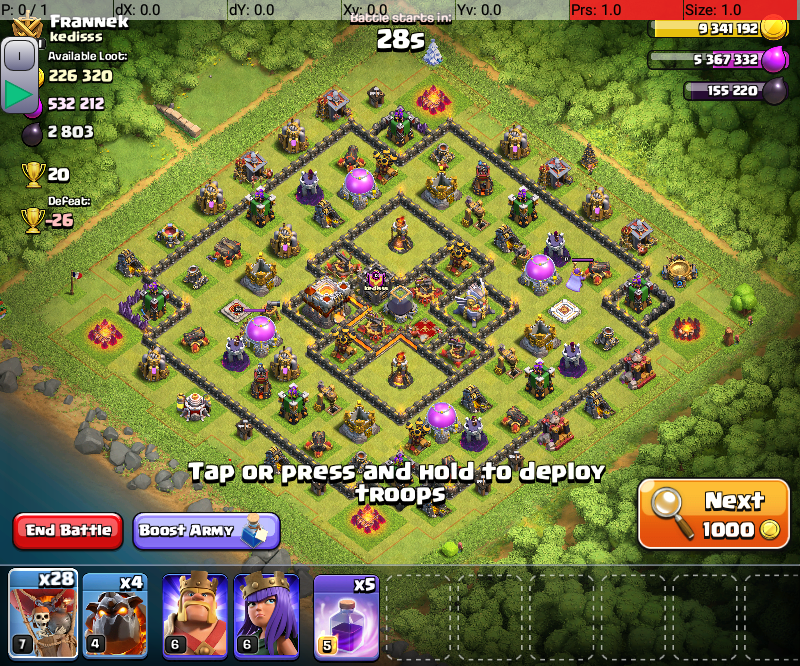 P: 0 / 1 dX: 0.0 dY: 0.0 Xv: 0.0 Yv: 0.0 Prs: 1.0 Size: 1.0
Frannek
kedisss
Battle starts in:
28s
Available Loot:
226 320
532 212
2 803
20
Defeat:
-26
9 341 192
5 367 332
155 220
kedisss
Tap or press and hold to deploy
troops
End Battle
Boost Army
Next
1000
x28
7
x4
4
6
6
x5
5